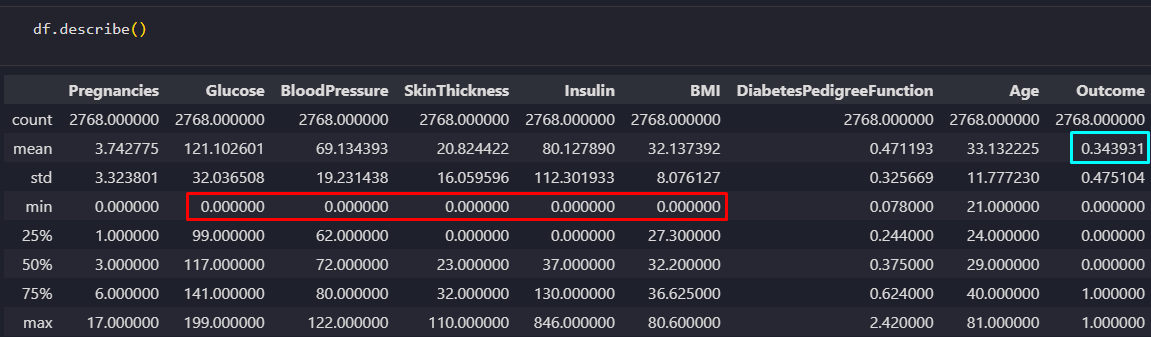 df.describe()
Pregnancies Glucose BloodPressure SkinThickness Insulin BMI DiabetesPedigreeFunction Age Outcome
count 2768.000000 2768.000000 2768.000000 2768.000000 2768.000000 2768.000000 2768.000000 2768.000000 2768.000000
mean 3.742775 121.102601 69.134393 20.824422 80.127890 32.137392 0.471193 33.132225 0.343931
std 3.323801 32.036508 19.231438 16.059596 112.301933 8.076127 0.325669 11.777230 0.475104
min 0.000000 0.000000 0.000000 0.000000 0.000000 0.000000 0.078000 21.000000 0.000000
25% 1.000000 99.000000 62.000000 0.000000 0.000000 27.300000 0.244000 24.000000 0.000000
50% 3.000000 117.000000 72.000000 23.000000 37.000000 32.200000 0.375000 29.000000 0.000000
75% 6.000000 141.000000 80.000000 32.000000 130.000000 36.625000 0.624000 40.000000 1.000000
max 17.000000 199.000000 122.000000 110.000000 846.000000 80.600000 2.420000 81.000000 1.000000